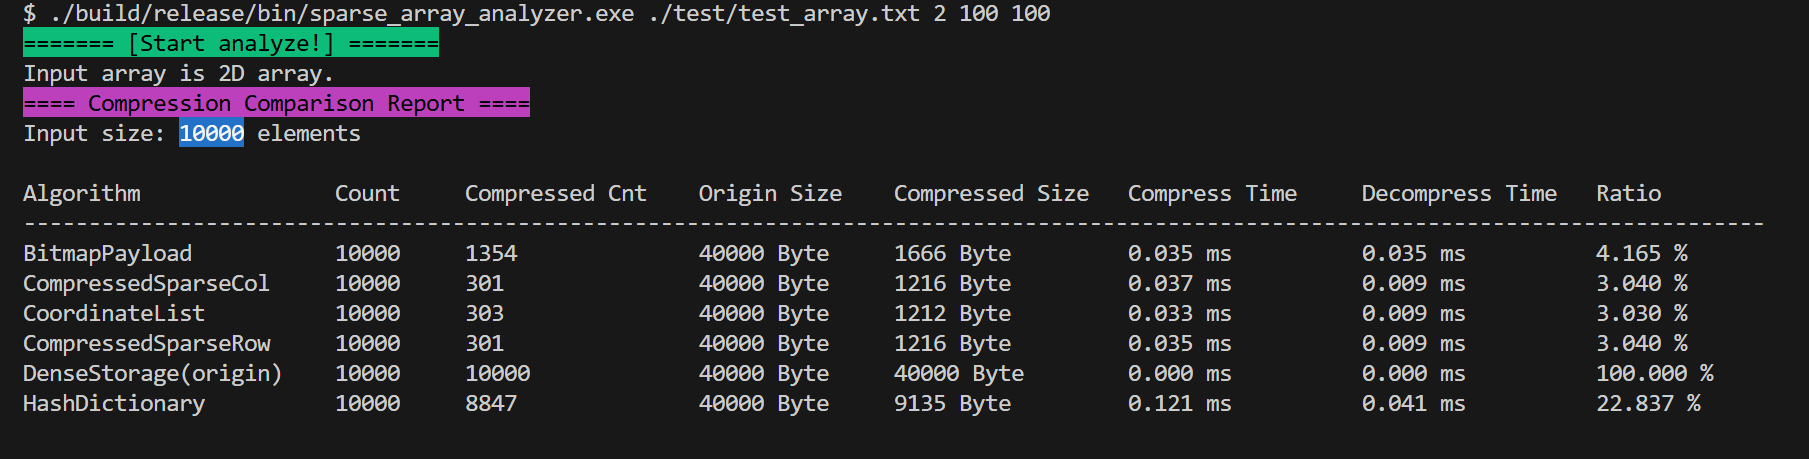 $ ./build/release/bin/sparse_array_analyzer.exe ./test/test_array.txt 2 100 100
======= [Start analyze!] =======
Input array is 2D array.
==== Compression Comparison Report ====
Input size: 10000 elements
Algorithm Count Compressed Cnt Origin Size Compressed Size Compress Time Decompress Time Ratio
--------------------------------------------------------------------------------------------------------------------------------------
BitmapPayload 10000 1354 40000 Byte 1666 Byte 0.035 ms 0.035 ms 4.165 %
CompressedSparseCol 10000 301 40000 Byte 1216 Byte 0.037 ms 0.009 ms 3.040 %
CoordinateList 10000 303 40000 Byte 1212 Byte 0.033 ms 0.009 ms 3.030 %
CompressedSparseRow 10000 301 40000 Byte 1216 Byte 0.035 ms 0.009 ms 3.040 %
DenseStorage(origin) 10000 10000 40000 Byte 40000 Byte 0.000 ms 0.000 ms 100.000 %
HashDictionary 10000 8847 40000 Byte 9135 Byte 0.121 ms 0.041 ms 22.837 %